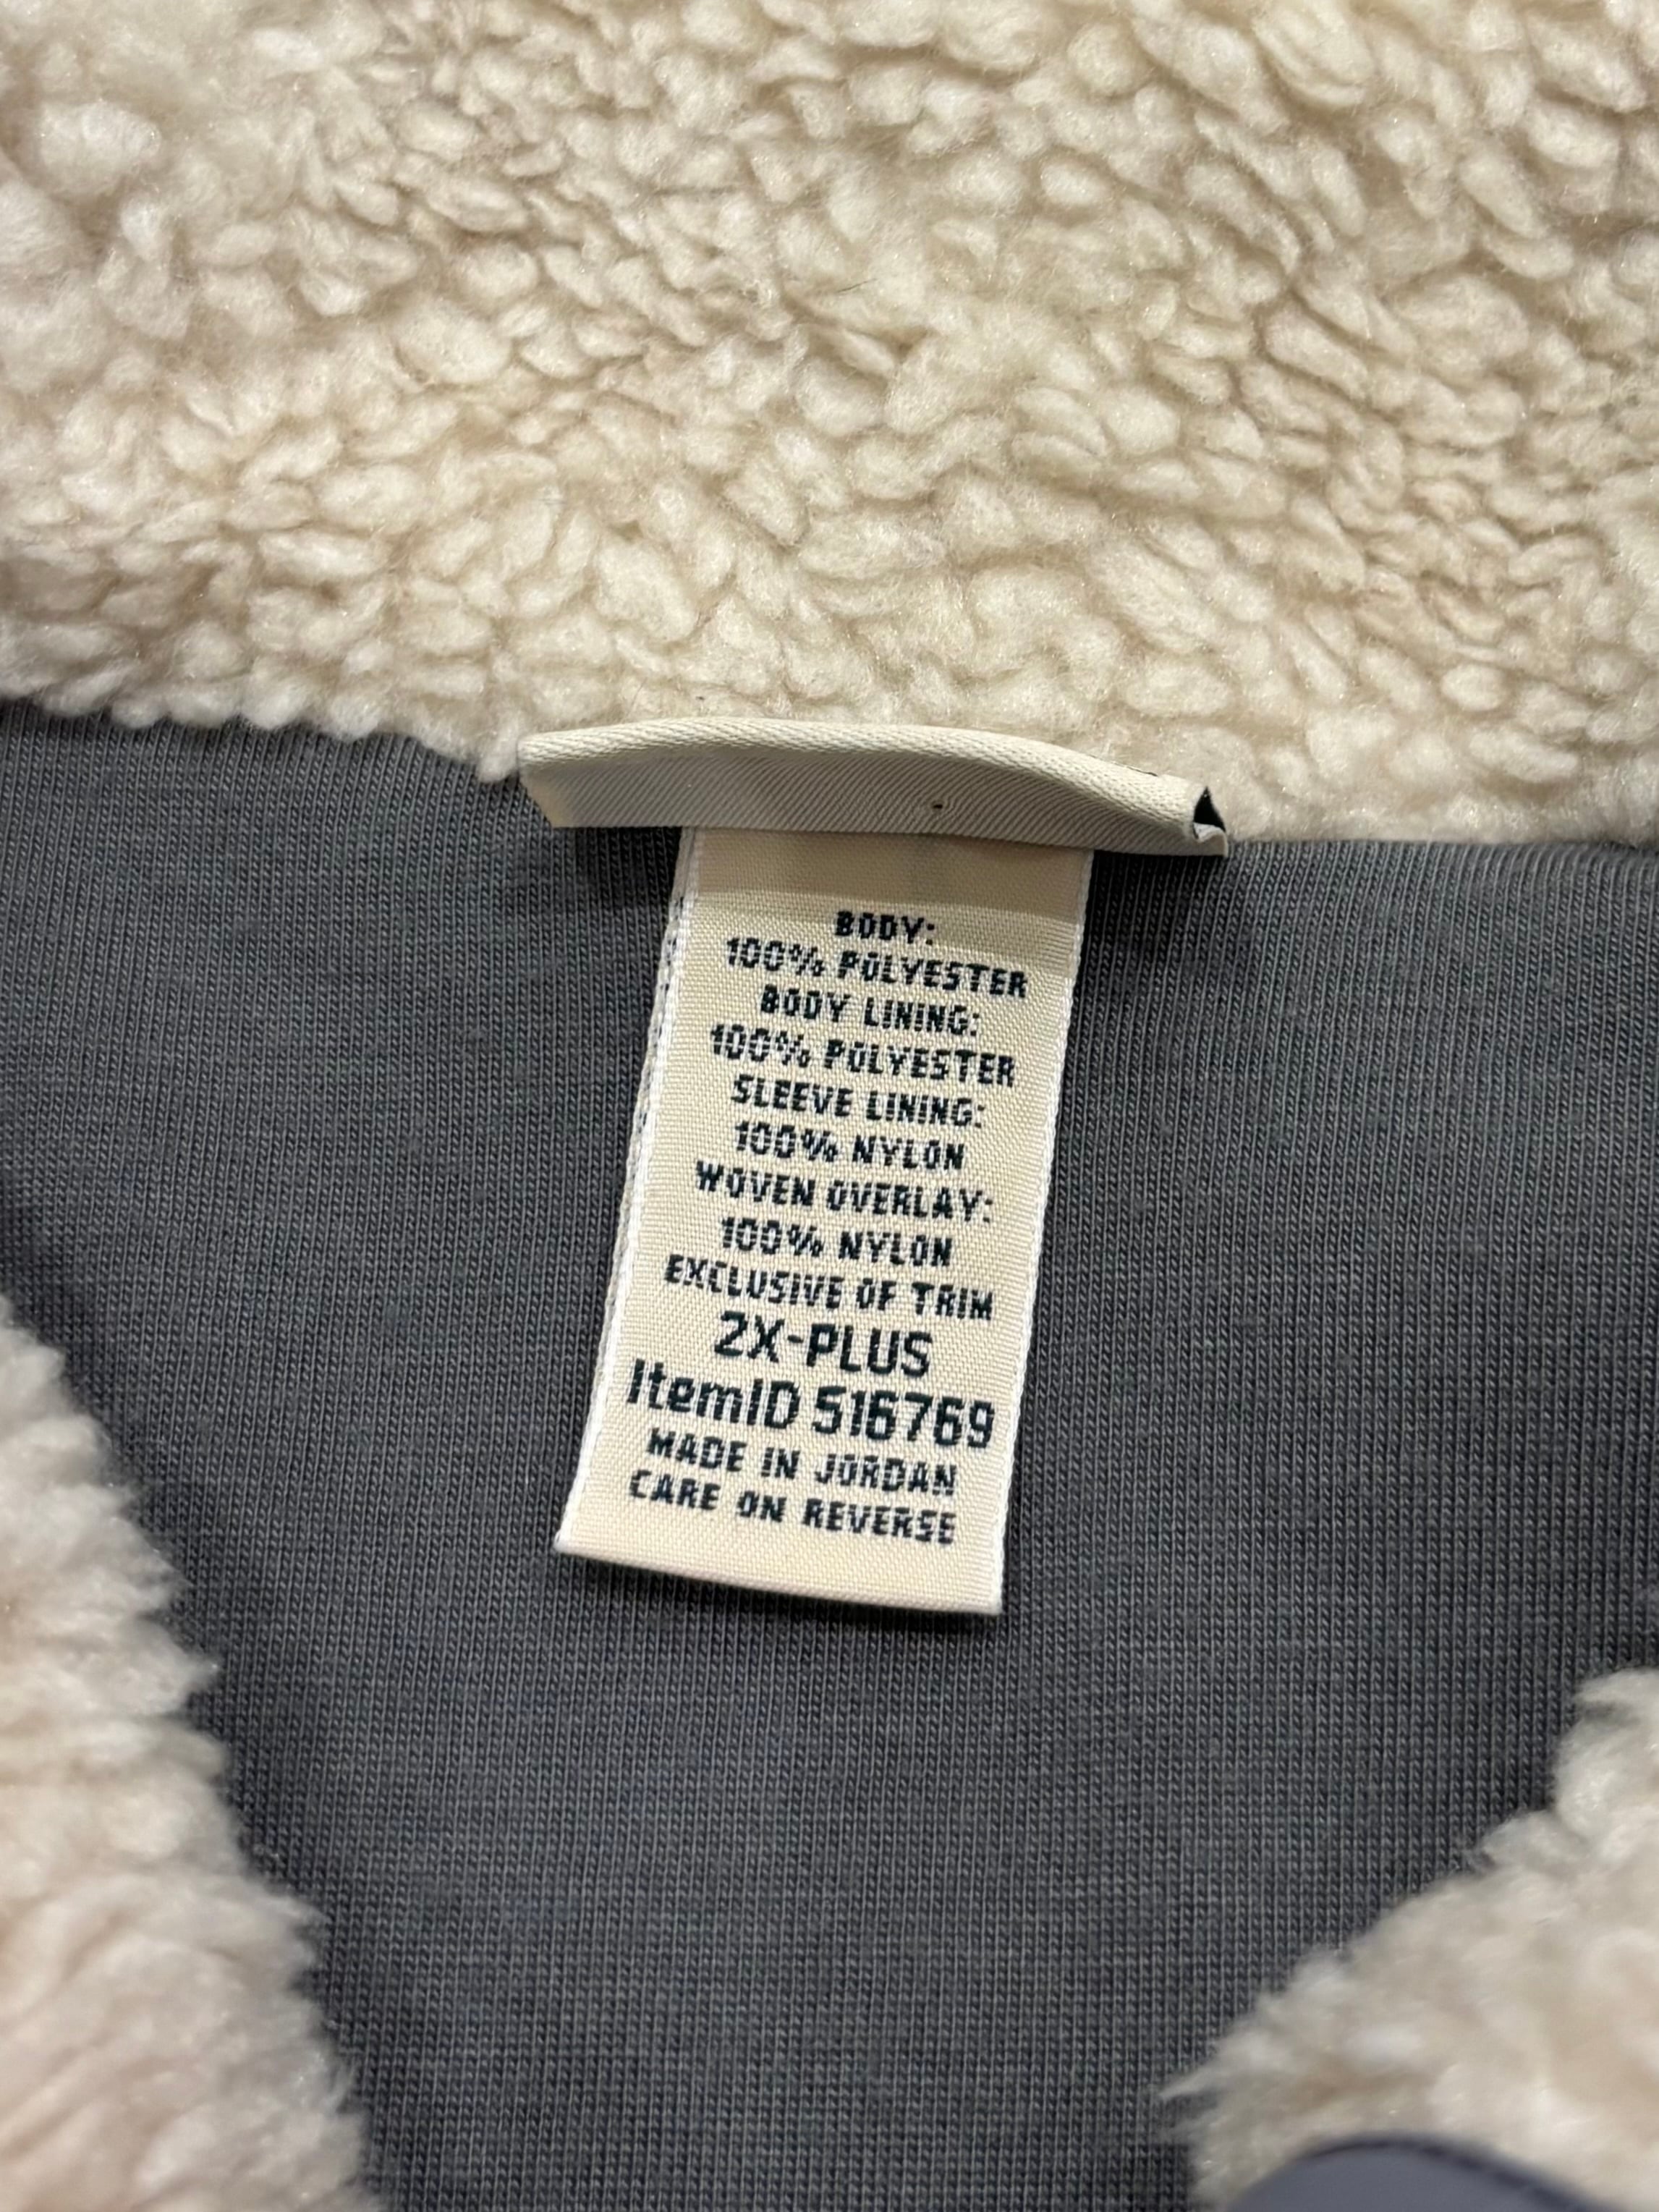 BODY:
100% POLYESTER
BODY LINING:
100% POLYESTER
SLEEVE LINING:
100% NYLON
WOVEN OVERLAY:
100% NYLON
EXCLUSIVE OF TRIM
2X-PLUS
ItemID 516769
MADE IN JORDAN
CARE ON REVERSE